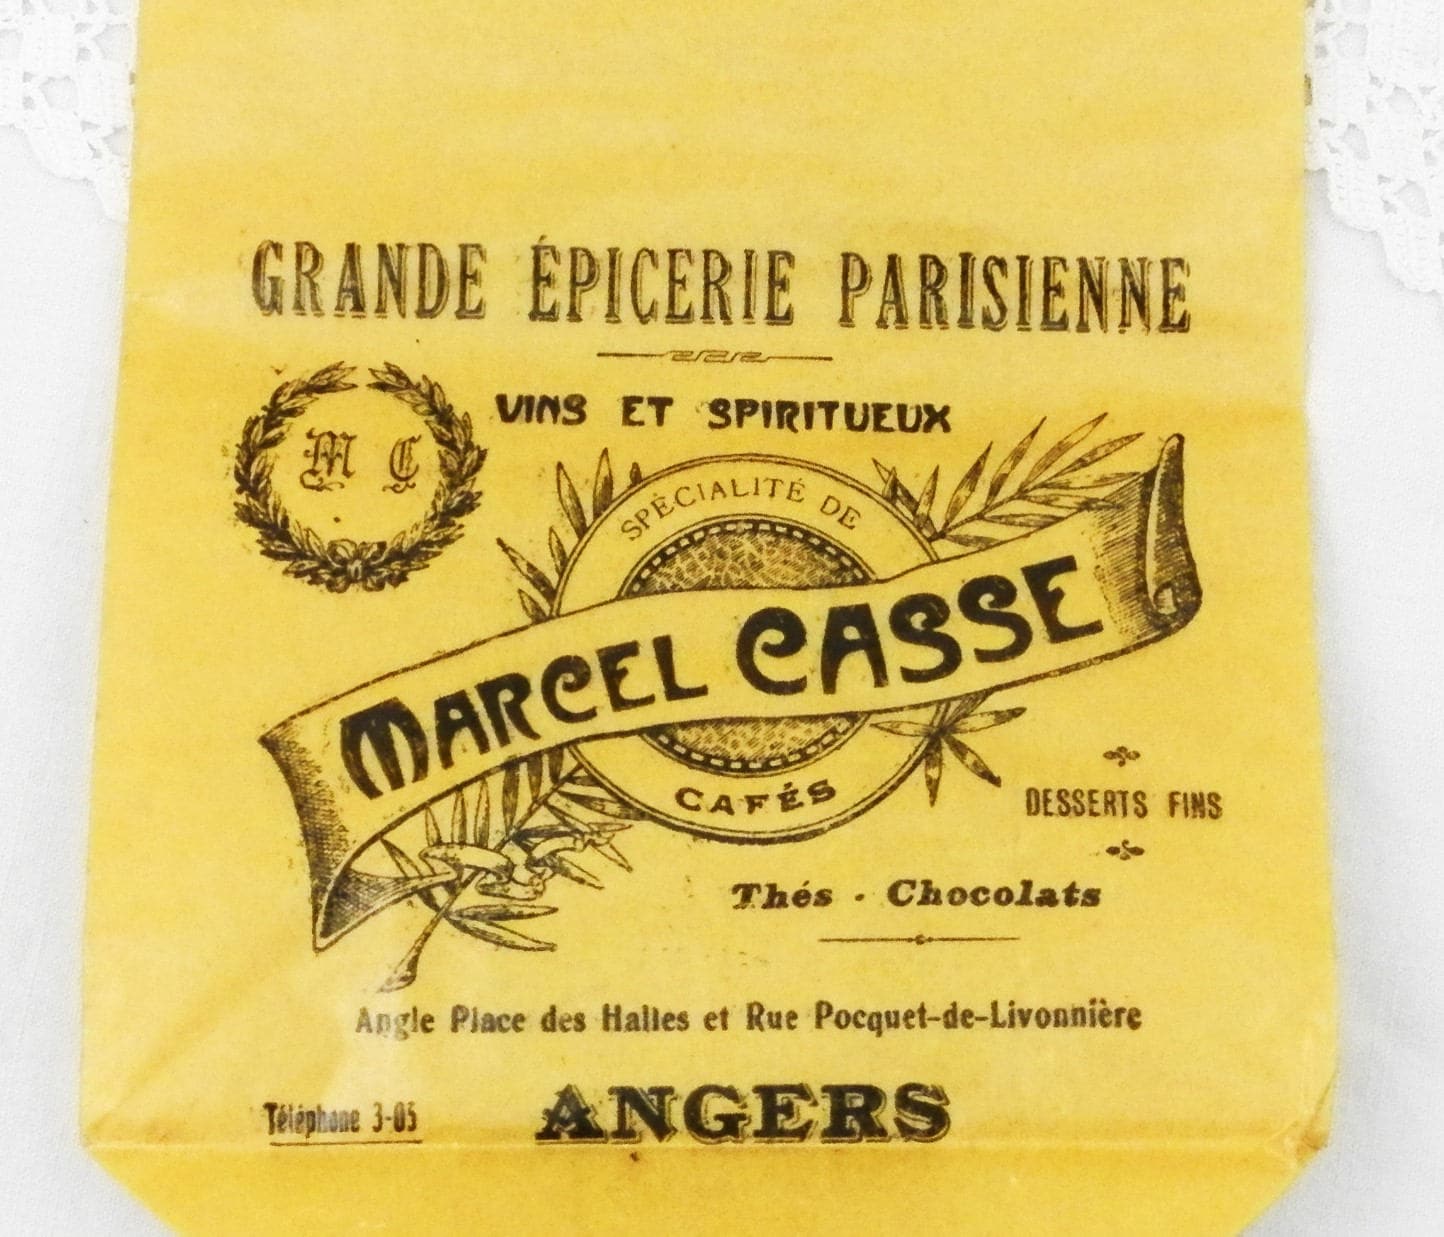 GRANDE ÉPICERIE PARISIENNE
VINS ET SPIRITUEUX
M C
SPÉCIALITÉ DE
MARCEL CASSE
CAFÉS
DESSERTS FINS
Thés · Chocolats
Angle Place des Halles et Rue Pocquet-de-Livonnière
Téléphone 3-05
ANGERS